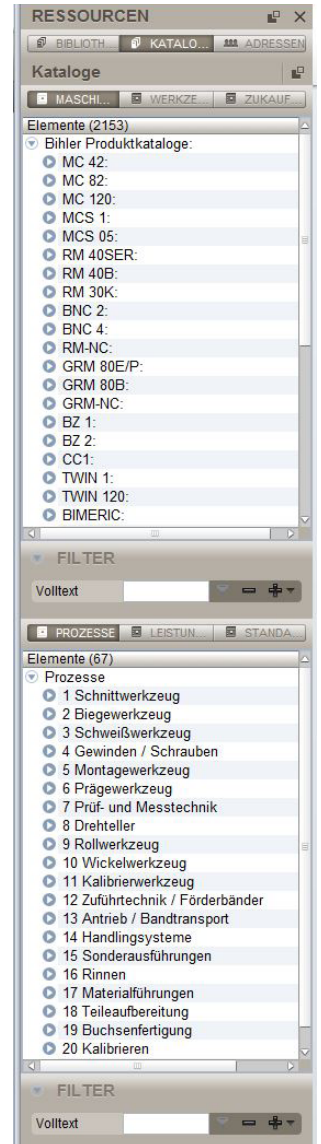 RESSOURCEN
BIBLIOTH... KATALO... ADRESSEN
Kataloge
MASCHI... WERKZE... ZUKAUF...
Elemente (2153)
Bihler Produktkataloge:
MC 42:
MC 82:
MC 120:
MCS 1:
MCS 05:
RM 40SER:
RM 40B:
RM 30K:
BNC 2:
BNC 4:
RM-NC:
GRM 80E/P:
GRM 80B:
GRM-NC:
BZ 1:
BZ 2:
CC1:
TWIN 1:
TWIN 120:
BIMERIC:
FILTER
Volltext
PROZESSE LEISTUN... STANDA...
Elemente (67)
Prozesse
1 Schnittwerkzeug
2 Biegewerkzeug
3 Schweißwerkzeug
4 Gewinden / Schrauben
5 Montagewerkzeug
6 Prägewerkzeug
7 Prüf- und Messtechnik
8 Drehteller
9 Rollwerkzeug
10 Wickelwerkzeug
11 Kalibrierwerkzeug
12 Zuführtechnik / Förderbänder
13 Antrieb / Bandtransport
14 Handlingsysteme
15 Sonderausführungen
16 Rinnen
17 Materialführungen
18 Teileaufbereitung
19 Buchsenfertigung
20 Kalibrieren
FILTER
Volltext